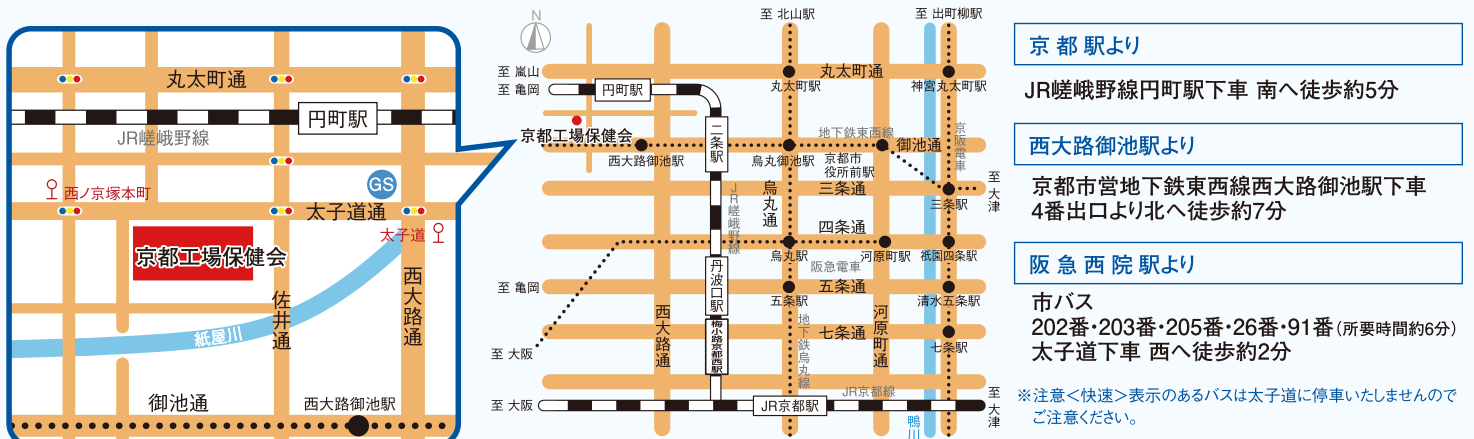 丸太町通
円町駅
JR嵯峨野線
西ノ京塚本町
GS
太子道通
太子道
京都工場保健会
佐井通
西大路通
紙屋川
御池通
西大路御池駅
N
至 北山駅
至 出町柳駅
至 嵐山
丸太町通
至 亀岡
円町駅
丸太町駅
神宮丸太町駅
京都工場保健会
二条駅
地下鉄東西線
御池通
京阪電車
西大路御池駅
烏丸御池駅
京都市
役所前駅
三条通
至 大津
三条駅
JR嵯峨野線
烏丸通
四条通
烏丸駅
河原町駅
祇園四条駅
阪急電車
丹波口駅
至 亀岡
五条通
五条駅
清水五条駅
西大路通
梅小路京都西駅
地下鉄烏丸線
七条通
河原町通
七条駅
至 大阪
JR京都線
至 大阪
JR京都駅
至 大津
鴨川
京都駅より
JR嵯峨野線円町駅下車 南へ徒歩約5分
西大路御池駅より
京都市営地下鉄東西線西大路御池駅下車
4番出口より北へ徒歩約7分
阪急西院駅より
市バス
202番・203番・205番・26番・91番(所要時間約6分)
太子道下車 西へ徒歩約2分
※注意＜快速＞表示のあるバスは太子道に停車いたしませんので
ご注意ください。